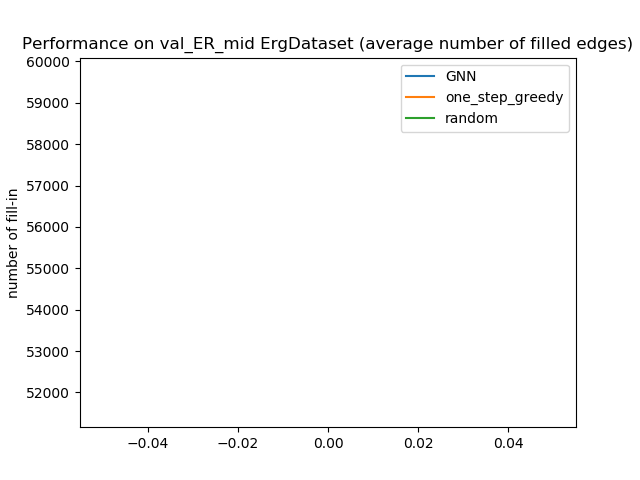 Performance on val_ER_mid ErgDataset (average number of filled edges)
60000
59000
58000
57000
56000
55000
54000
53000
52000
number of fill-in
GNN
one_step_greedy
random
−0.04 −0.02 0.00 0.02 0.04